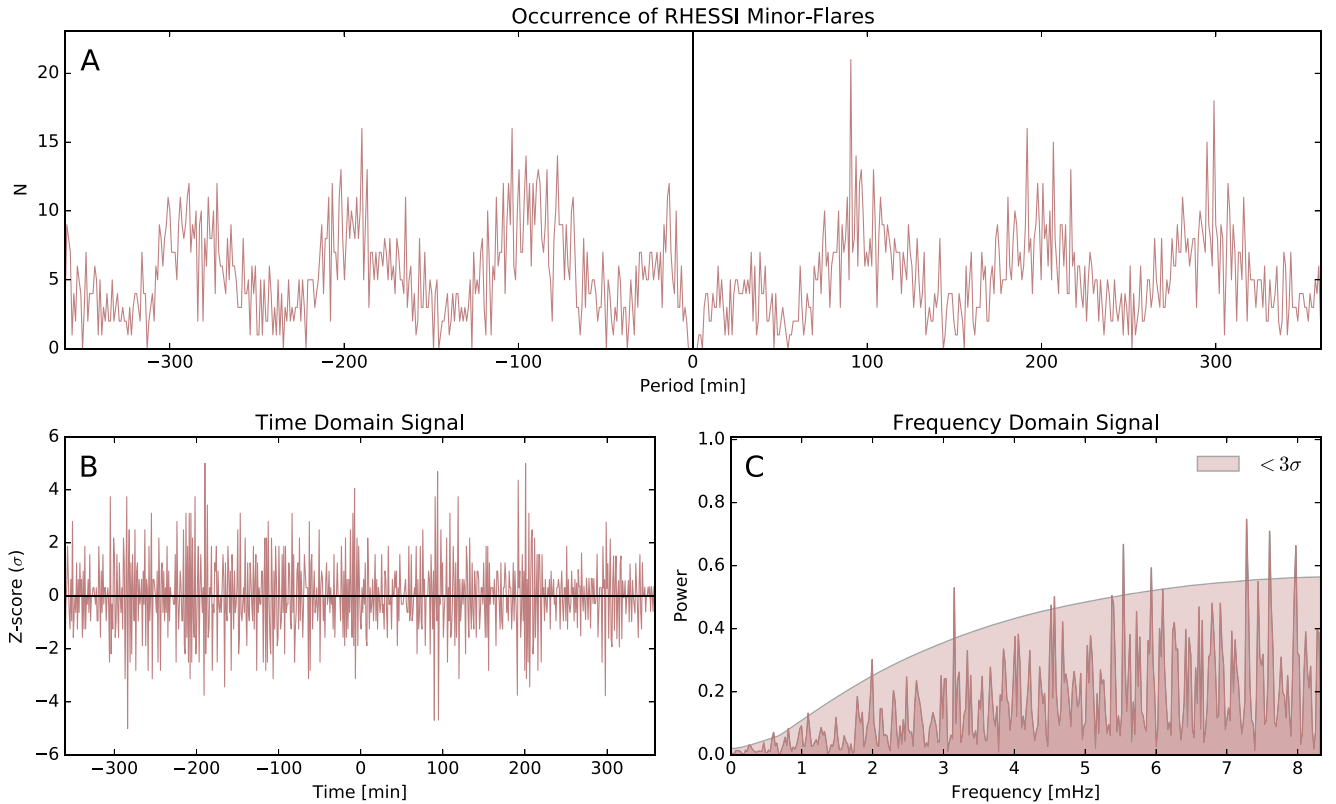 Occurrence of RHESSI Minor-Flares
A
20
15
10
5
0
N
−300 −200 −100 0 100 200 300
Period [min]
Time Domain Signal
B
6
4
2
0
−2
−4
−6
Z-score (σ)
−300 −200 −100 0 100 200 300
Time [min]
Frequency Domain Signal
C
< 3σ
1.0
0.8
0.6
0.4
0.2
0.0
Power
0 1 2 3 4 5 6 7 8
Frequency [mHz]